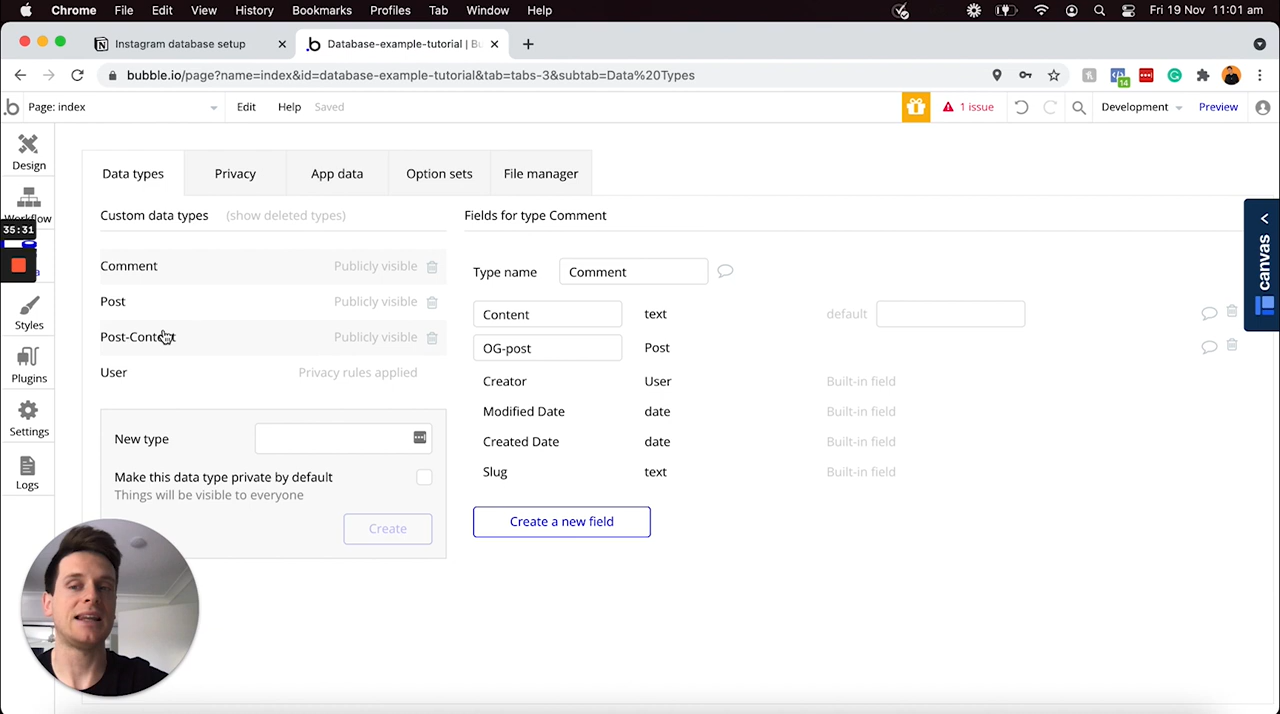 Chrome File Edit View History Bookmarks Profiles Tab Window Help Fri 19 Nov 11:01 am
Instagram database setup
Database-example-tutorial | Bu
bubble.io/page?name=index&id=database-example-tutorial&tab=tabs-3&subtab=Data%20Types
14
Page: index Edit Help Saved 1 issue Development Preview
Design
Workflow
35:31
Styles
Plugins
Settings
Logs
Data types Privacy App data Option sets File manager
Custom data types (show deleted types)
Comment Publicly visible
Post Publicly visible
Post-Content Publicly visible
User Privacy rules applied
New type
Make this data type private by default
Things will be visible to everyone
Create
Fields for type Comment
Type name Comment
Content text default
OG-post Post
Creator User Built-in field
Modified Date date Built-in field
Created Date date Built-in field
Slug text Built-in field
Create a new field
canvas